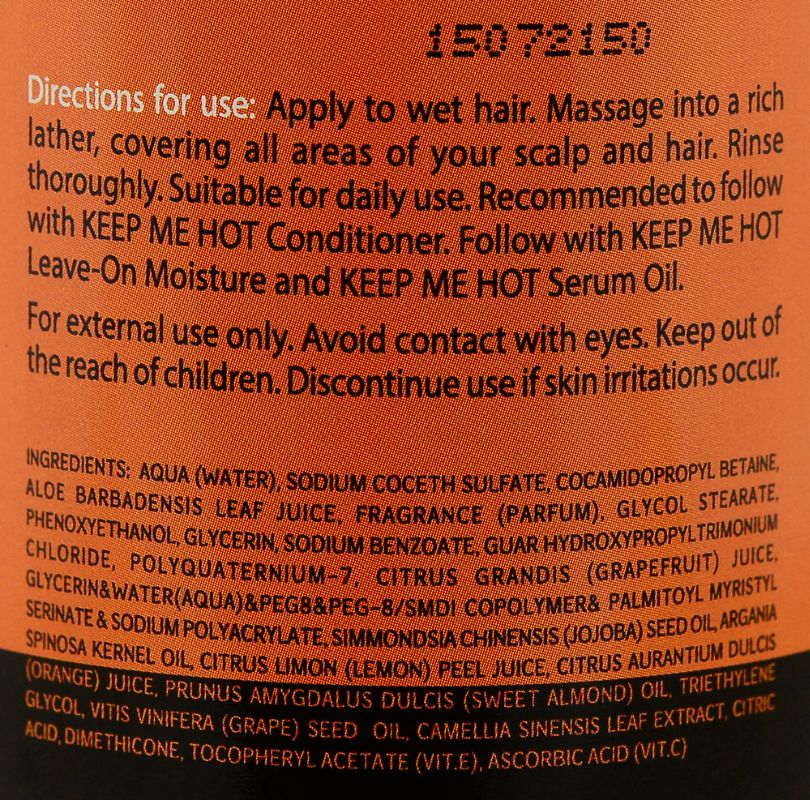 15072150
Directions for use: Apply to wet hair. Massage into a rich
lather, covering all areas of your scalp and hair. Rinse
thoroughly. Suitable for daily use. Recommended to follow
with KEEP ME HOT Conditioner. Follow with KEEP ME HOT
Leave-On Moisture and KEEP ME HOT Serum Oil.
For external use only. Avoid contact with eyes. Keep out of
the reach of children. Discontinue use if skin irritations occur.
INGREDIENTS: AQUA (WATER), SODIUM COCETH SULFATE, COCAMIDOPROPYL BETAINE,
ALOE BARBADENSIS LEAF JUICE, FRAGRANCE (PARFUM), GLYCOL STEARATE,
PHENOXYETHANOL, GLYCERIN, SODIUM BENZOATE, GUAR HYDROXYPROPYLTRIMONIUM
CHLORIDE, POLYQUATERNIUM-7, CITRUS GRANDIS (GRAPEFRUIT) JUICE,
GLYCERIN&WATER(AQUA)&PEG8&PEG-8/SMDI COPOLYMER& PALMITOYL MYRISTYL
SERINATE & SODIUM POLYACRYLATE, SIMMONDSIA CHINENSIS (JOJOBA) SEED OIL, ARGANIA
SPINOSA KERNEL OIL, CITRUS LIMON (LEMON) PEEL JUICE, CITRUS AURANTIUM DULCIS
(ORANGE) JUICE, PRUNUS AMYGDALUS DULCIS (SWEET ALMOND) OIL, TRIETHYLENE
GLYCOL, VITIS VINIFERA (GRAPE) SEED OIL, CAMELLIA SINENSIS LEAF EXTRACT, CITRIC
ACID, DIMETHICONE, TOCOPHERYL ACETATE (VIT.E), ASCORBIC ACID (VIT.C)